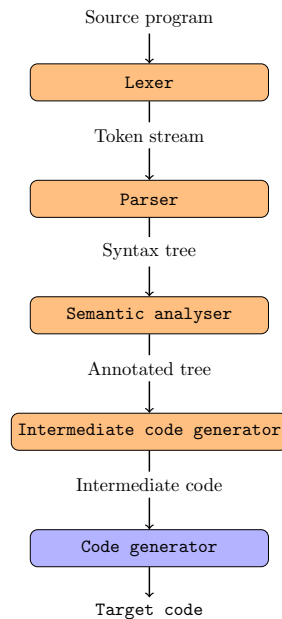 Source program
Lexer
Token stream
Parser
Syntax tree
Semantic analyser
Annotated tree
Intermediate code generator
Intermediate code
Code generator
Target code